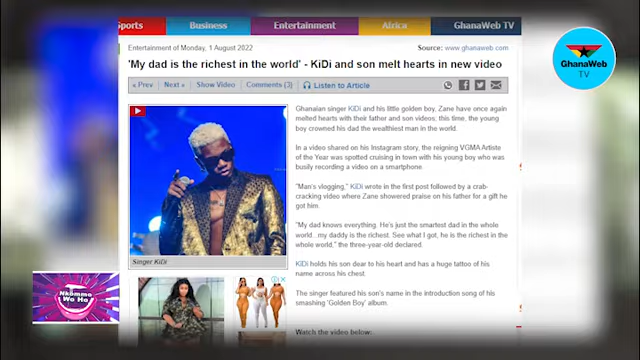 Sports
Business
Entertainment
Africa
GhanaWeb TV
Entertainment of Monday, 1 August 2022
Source: www.ghanaweb.com
'My dad is the richest in the world' - KiDi and son melt hearts in new video
« Prev
Next »
Show Video
Comments (3)
Listen to Article
Ghanaian singer KiDi and his little golden boy, Zane have once again
melted hearts with their father and son videos, this time, the young
boy crowned his dad the wealthiest man in the world.
In a video shared on his Instagram story, the reigning VGMA Artiste
of the Year was spotted cruising in town with his young boy who was
busily recording a video on a smartphone.
"Man's vlogging," KiDi wrote in the first post followed by a crab-
cracking video where Zane showered praise on his father for a gift he
got him.
"My dad knows everything. He's just the smartest dad in the whole
world...my daddy is the richest. See what I got, he is the richest in the
whole world," the three-year-old declared.
KiDi holds his son dear to his heart and has a huge tattoo of his
name across his chest.
The singer featured his son's name in the introduction song of his
smashing 'Golden Boy' album.
Watch the video below:
Singer KiDi
GhanaWeb
TV
Nkommo
Wo Ho